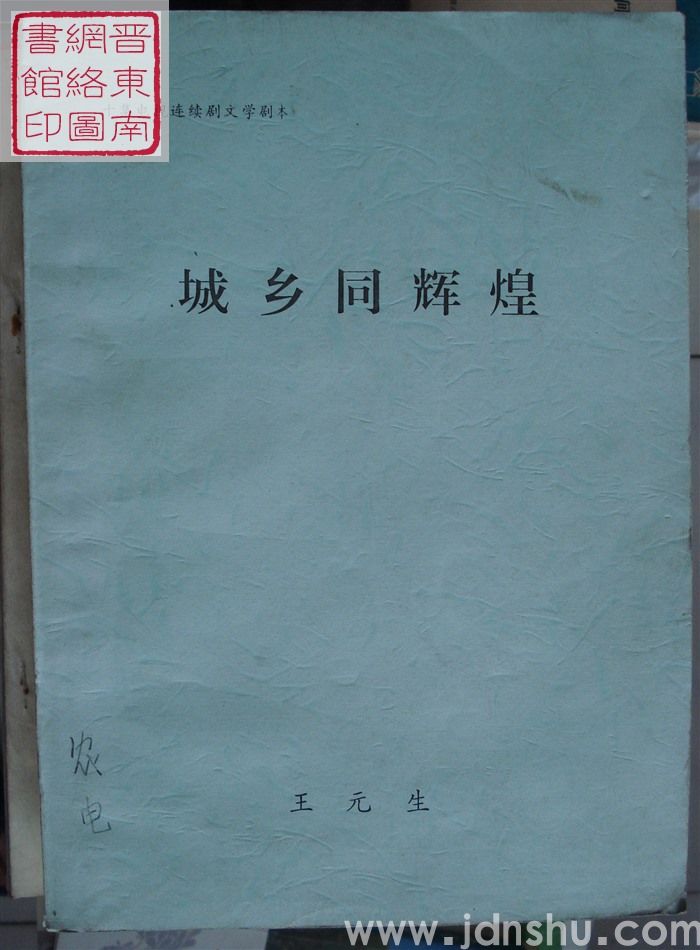 晋東南
網絡圖
書館印
连续剧文学剧本
城乡同辉煌
农
电
王元生
www.jdnshu.com